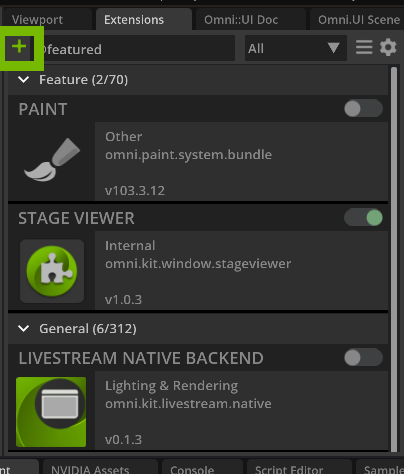 Viewport Extensions Omni::UI Doc Omni.UI Scene
+ @featured All
Feature (2/70)
PAINT
Other
omni.paint.system.bundle
v103.3.12
STAGE VIEWER
Internal
omni.kit.window.stageviewer
v1.0.3
General (6/312)
LIVESTREAM NATIVE BACKEND
Lighting & Rendering
omni.kit.livestream.native
v0.1.3
nt NVIDIA Assets Console Script Editor Sample